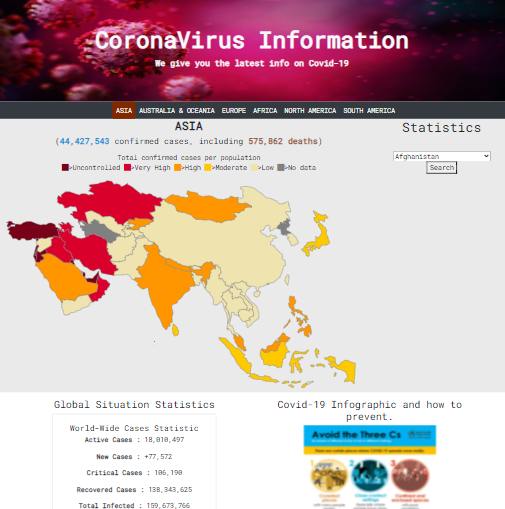 CoronaVirus Information
We give you the latest info on Covid-19
ASIA AUSTRALIA & OCEANIA EUROPE AFRICA NORTH AMERICA SOUTH AMERICA
ASIA
(44,427,543 confirmed cases, including 575,862 deaths)
Total confirmed cases per population
>Uncontrolled >Very High >High >Moderate >Low >No data
Statistics
Afghanistan
Search
Global Situation Statistics
World-Wide Cases Statistic
Active Cases : 18,010,497
New Cases : +77,572
Critical Cases : 106,190
Recovered Cases : 138,343,625
Total Infected : 159,673,766
Covid-19 Infographic and how to
prevent.
Avoid the Three Cs
1
2
3
Crowded
places
Close-contact
settings
Confined and
enclosed spaces